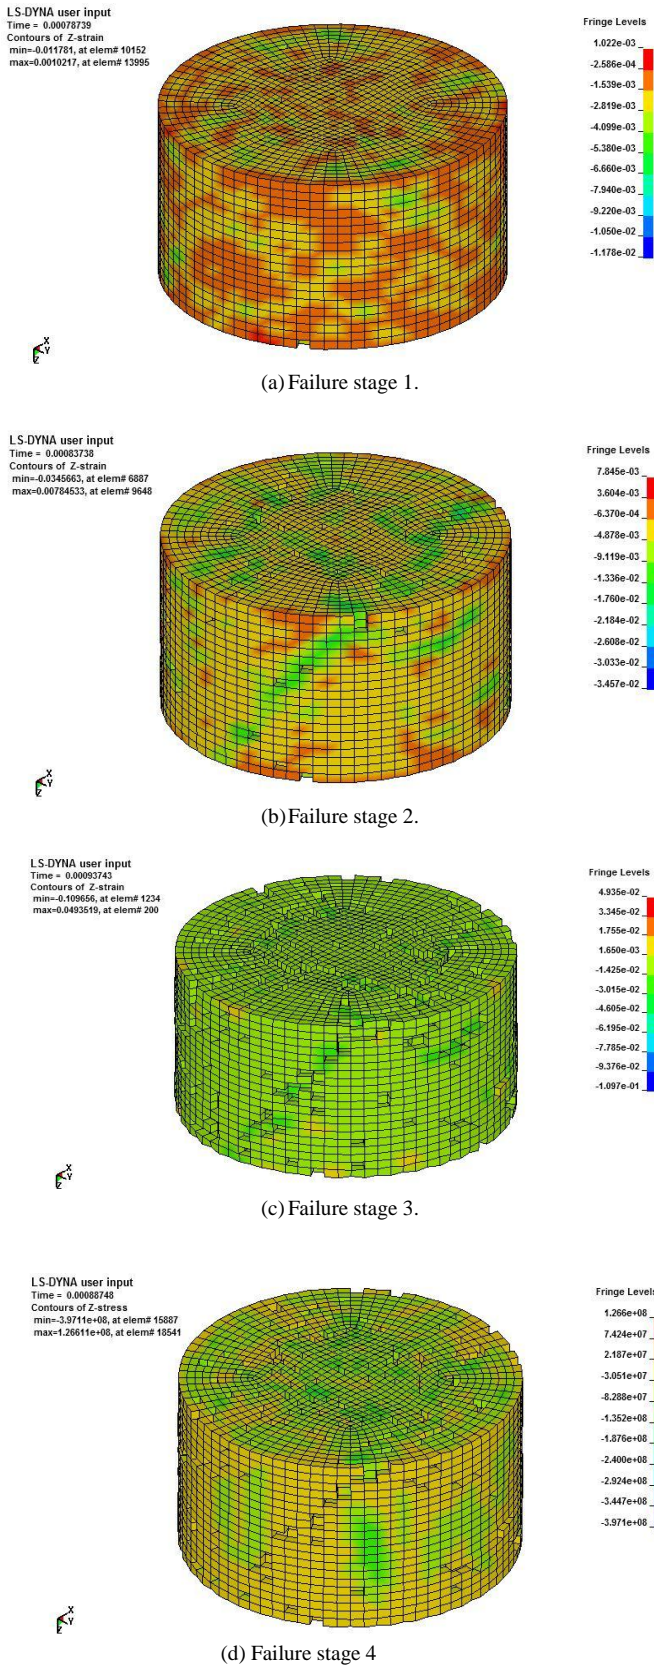 LS-DYNA user input
Time = 0.00078739
Contours of Z-strain
min=-0.011781, at elem# 10152
max=0.0010217, at elem# 13995
Fringe Levels
1.022e-03
-2.586e-04
-1.539e-03
-2.819e-03
-4.099e-03
-5.380e-03
-6.660e-03
-7.940e-03
-9.220e-03
-1.050e-02
-1.178e-02
X
Y
Z
(a) Failure stage 1.
LS-DYNA user input
Time = 0.00083738
Contours of Z-strain
min=-0.0345663, at elem# 6887
max=0.00784533, at elem# 9648
Fringe Levels
7.845e-03
3.604e-03
-6.370e-04
-4.878e-03
-9.119e-03
-1.336e-02
-1.760e-02
-2.184e-02
-2.608e-02
-3.033e-02
-3.457e-02
X
Y
Z
(b) Failure stage 2.
LS-DYNA user input
Time = 0.00093743
Contours of Z-strain
min=-0.109656, at elem# 1234
max=0.0493519, at elem# 200
Fringe Levels
4.935e-02
3.345e-02
1.755e-02
1.650e-03
-1.425e-02
-3.015e-02
-4.605e-02
-6.195e-02
-7.785e-02
-9.376e-02
-1.097e-01
X
Y
Z
(c) Failure stage 3.
LS-DYNA user input
Time = 0.00088748
Contours of Z-stress
min=-3.9711e+08, at elem# 15887
max=1.26611e+08, at elem# 18541
Fringe Levels
1.266e+08
7.424e+07
2.187e+07
-3.051e+07
-8.288e+07
-1.352e+08
-1.876e+08
-2.400e+08
-2.924e+08
-3.447e+08
-3.971e+08
X
Y
Z
(d) Failure stage 4